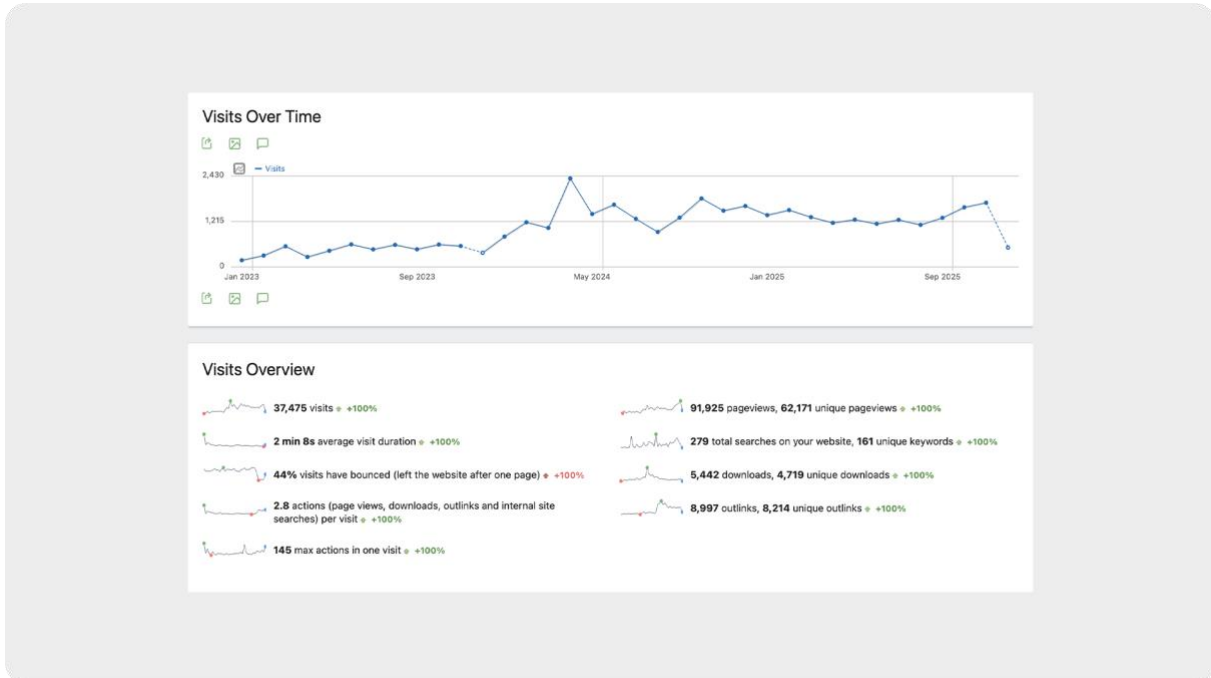 Visits Over Time
Visits
2,430
1,215
0
Jan 2023
Sep 2023
May 2024
Jan 2025
Sep 2025
Visits Overview
37,475 visits +100%
2 min 8s average visit duration +100%
44% visits have bounced (left the website after one page) +100%
2.8 actions (page views, downloads, outlinks and internal site
searches) per visit +100%
145 max actions in one visit +100%
91,925 pageviews, 62,171 unique pageviews +100%
279 total searches on your website, 161 unique keywords +100%
5,442 downloads, 4,719 unique downloads +100%
8,997 outlinks, 8,214 unique outlinks +100%